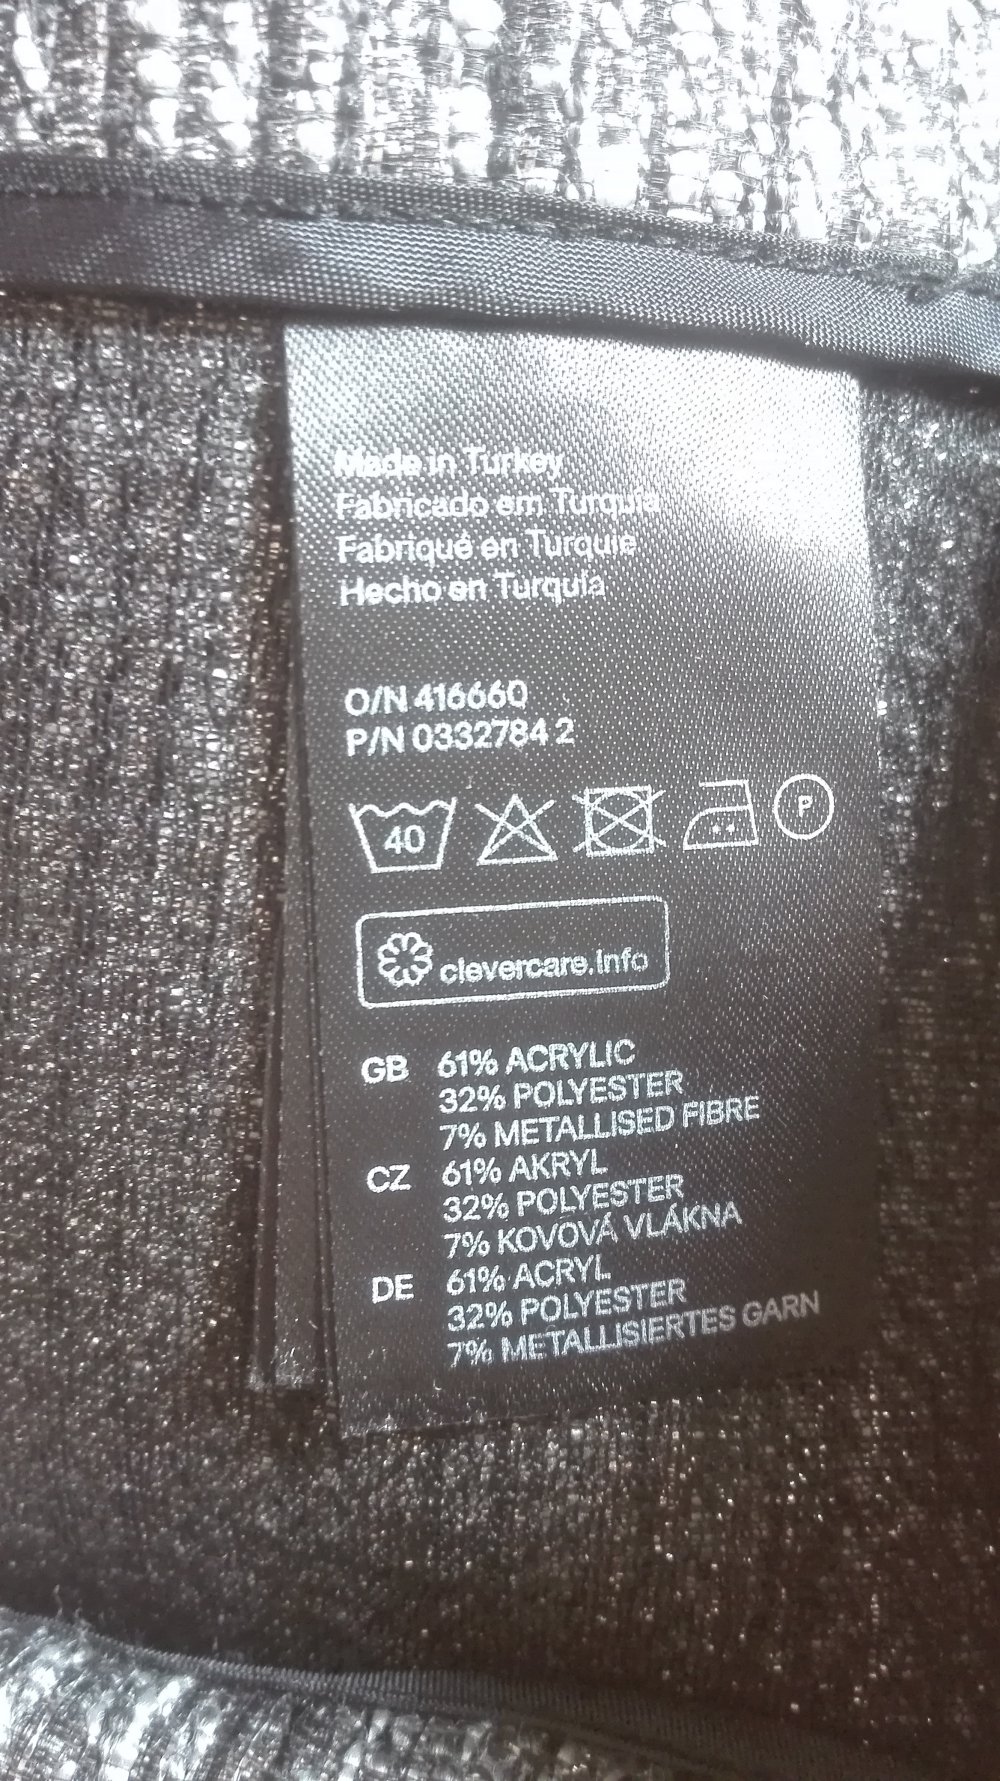 Made in Turkey
Fabricado em Turquia
Fabriqué en Turquie
Hecho en Turquía
O/N 416660
P/N 0332784 2
40
P
clevercare.info
GB 61% ACRYLIC
32% POLYESTER
7% METALLISED FIBRE
CZ 61% AKRYL
32% POLYESTER
7% KOVOVÁ VLÁKNA
DE 61% ACRYL
32% POLYESTER
7% METALLISIERTES GARN